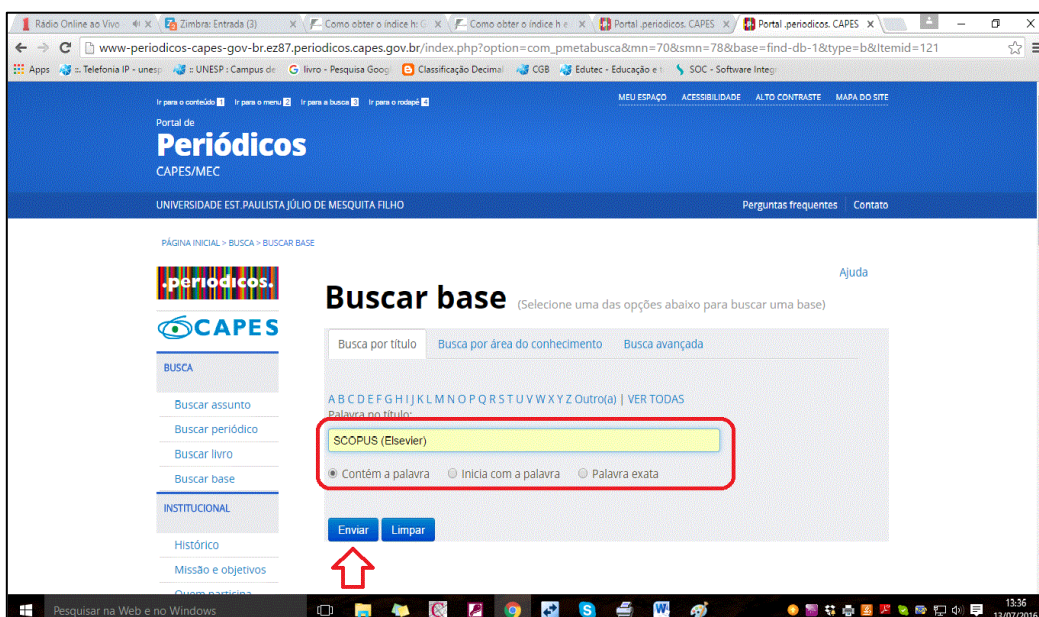 Rádio Online ao Vivo
Zimbra: Entrada (3)
Como obter o índice h: G
Como obter o índice h e
Portal .periodicos. CAPES
Portal .periodicos. CAPES
www-periodicos-capes-gov-br.ez87.periodicos.capes.gov.br/index.php?option=com_pmetabusca&mn=70&smn=78&base=find-db-1&type=b&Itemid=121
Apps
::. Telefonia IP - unesp
:: UNESP : Campus de
livro - Pesquisa Goog
Classificação Decimal
CGB
Edutec - Educação e t
SOC - Software Integ
Ir para o conteúdo 1 Ir para o menu 2 Ir para a busca 3 Ir para o rodapé 4
MEU ESPAÇO ACESSIBILIDADE ALTO CONTRASTE MAPA DO SITE
Portal de
Periódicos
CAPES/MEC
UNIVERSIDADE EST.PAULISTA JÚLIO DE MESQUITA FILHO
Perguntas frequentes Contato
PÁGINA INICIAL > BUSCA > BUSCAR BASE
.periodicos.
CAPES
Ajuda
Buscar base (Selecione uma das opções abaixo para buscar uma base)
Busca por título Busca por área do conhecimento Busca avançada
BUSCA
Buscar assunto
Buscar periódico
Buscar livro
Buscar base
INSTITUCIONAL
Histórico
Missão e objetivos
Quem participa
A B C D E F G H I J K L M N O P Q R S T U V W X Y Z Outro(a) | VER TODAS
Palavra no título:
SCOPUS (Elsevier)
Contém a palavra Inicia com a palavra Palavra exata
Enviar Limpar
Pesquisar na Web e no Windows
13:36
13/07/2016